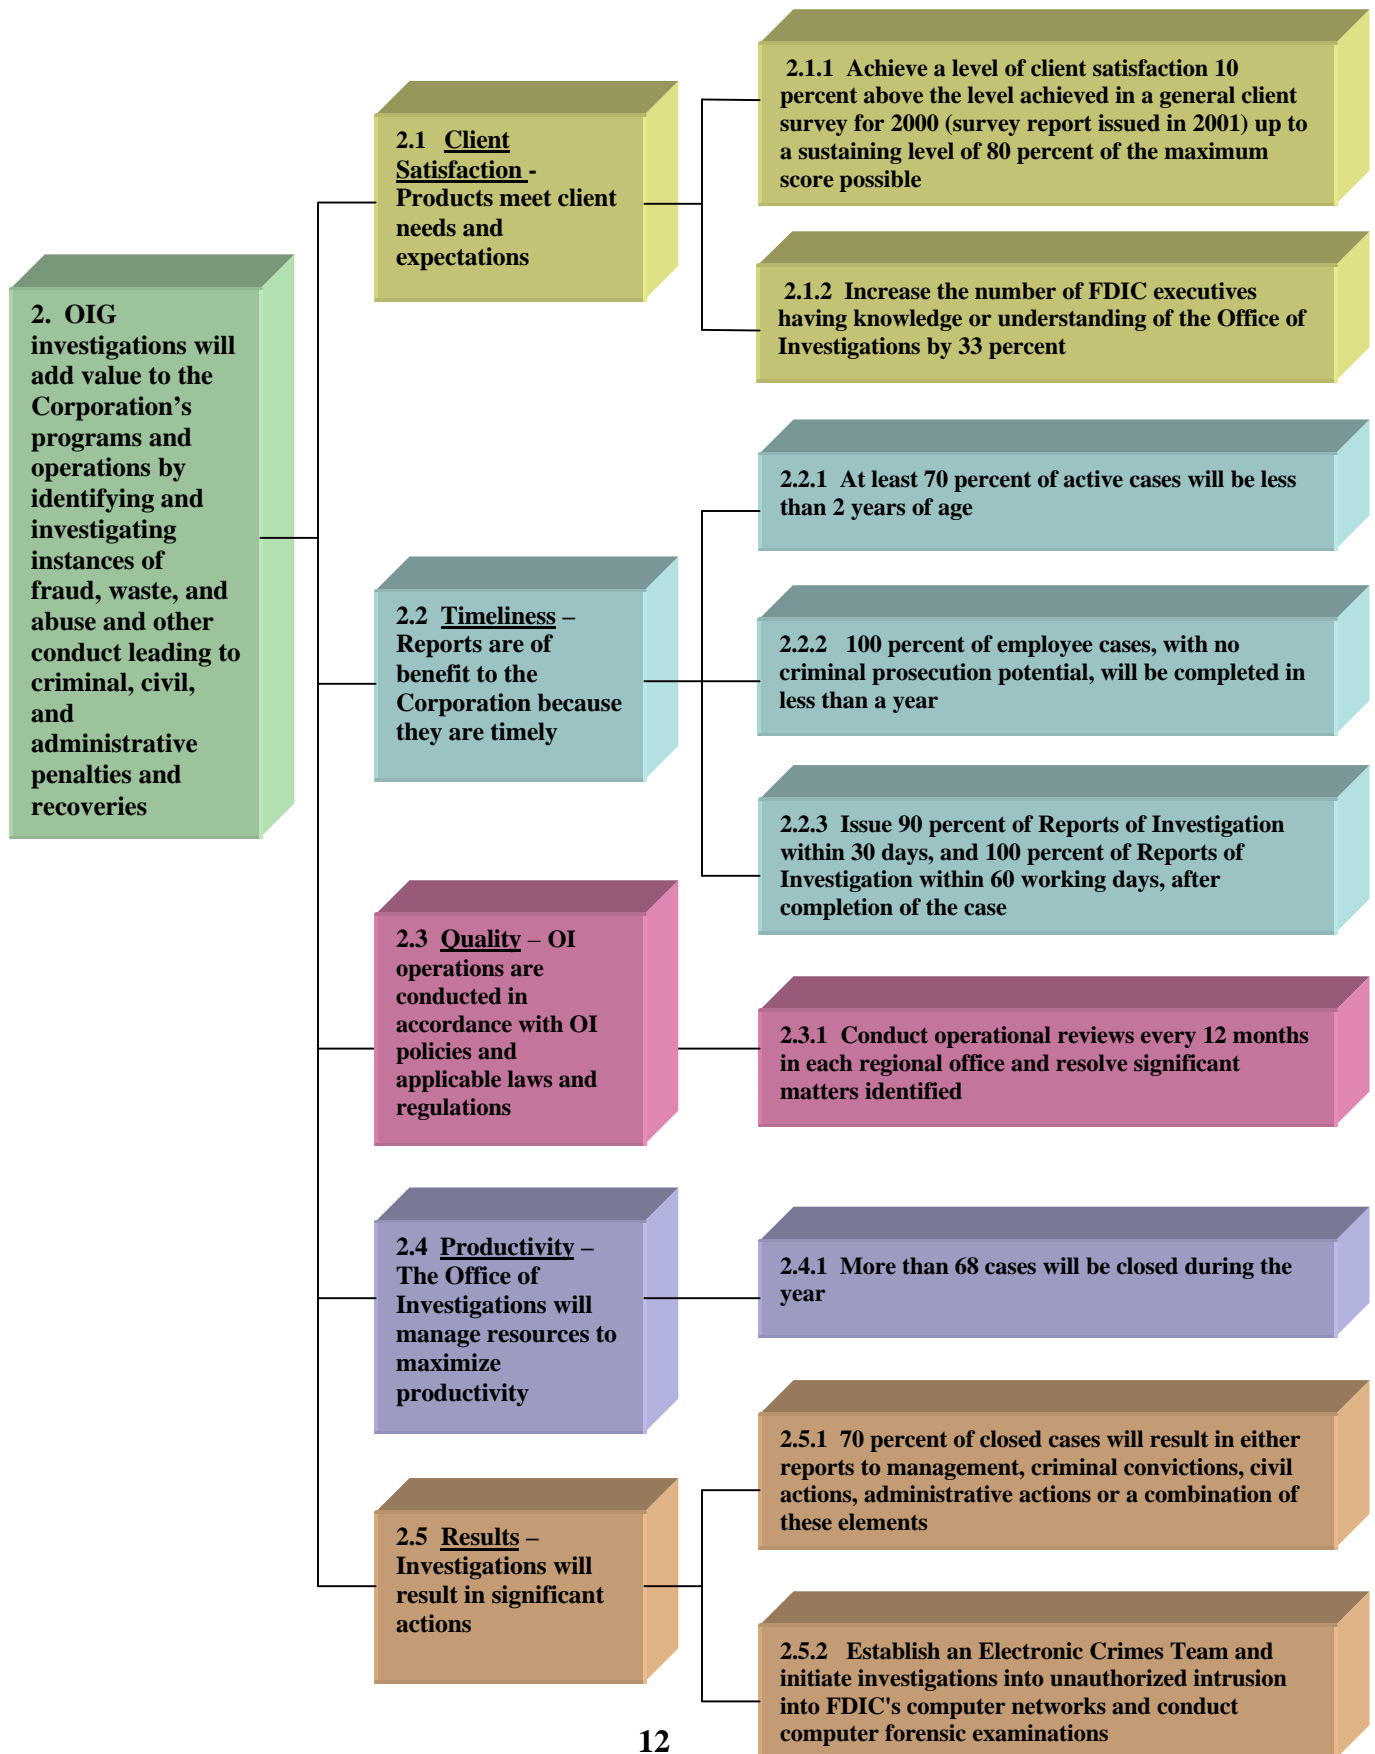 2. OIG
investigations will
add value to the
Corporation’s
programs and
operations by
identifying and
investigating
instances of
fraud, waste, and
abuse and other
conduct leading to
criminal, civil,
and
administrative
penalties and
recoveries
2.1 Client
Satisfaction -
Products meet client
needs and
expectations
2.1.1 Achieve a level of client satisfaction 10
percent above the level achieved in a general client
survey for 2000 (survey report issued in 2001) up to
a sustaining level of 80 percent of the maximum
score possible
2.1.2 Increase the number of FDIC executives
having knowledge or understanding of the Office of
Investigations by 33 percent
2.2 Timeliness –
Reports are of
benefit to the
Corporation because
they are timely
2.2.1 At least 70 percent of active cases will be less
than 2 years of age
2.2.2 100 percent of employee cases, with no
criminal prosecution potential, will be completed in
less than a year
2.2.3 Issue 90 percent of Reports of Investigation
within 30 days, and 100 percent of Reports of
Investigation within 60 working days, after
completion of the case
2.3 Quality – OI
operations are
conducted in
accordance with OI
policies and
applicable laws and
regulations
2.3.1 Conduct operational reviews every 12 months
in each regional office and resolve significant
matters identified
2.4 Productivity –
The Office of
Investigations will
manage resources to
maximize
productivity
2.4.1 More than 68 cases will be closed during the
year
2.5 Results –
Investigations will
result in significant
actions
2.5.1 70 percent of closed cases will result in either
reports to management, criminal convictions, civil
actions, administrative actions or a combination of
these elements
2.5.2 Establish an Electronic Crimes Team and
initiate investigations into unauthorized intrusion
into FDIC's computer networks and conduct
computer forensic examinations
12